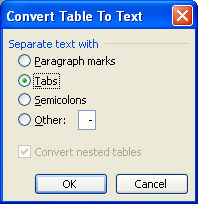 Convert Table To Text
Separate text with
Paragraph marks
Tabs
Semicolons
Other: -
Convert nested tables
OK Cancel